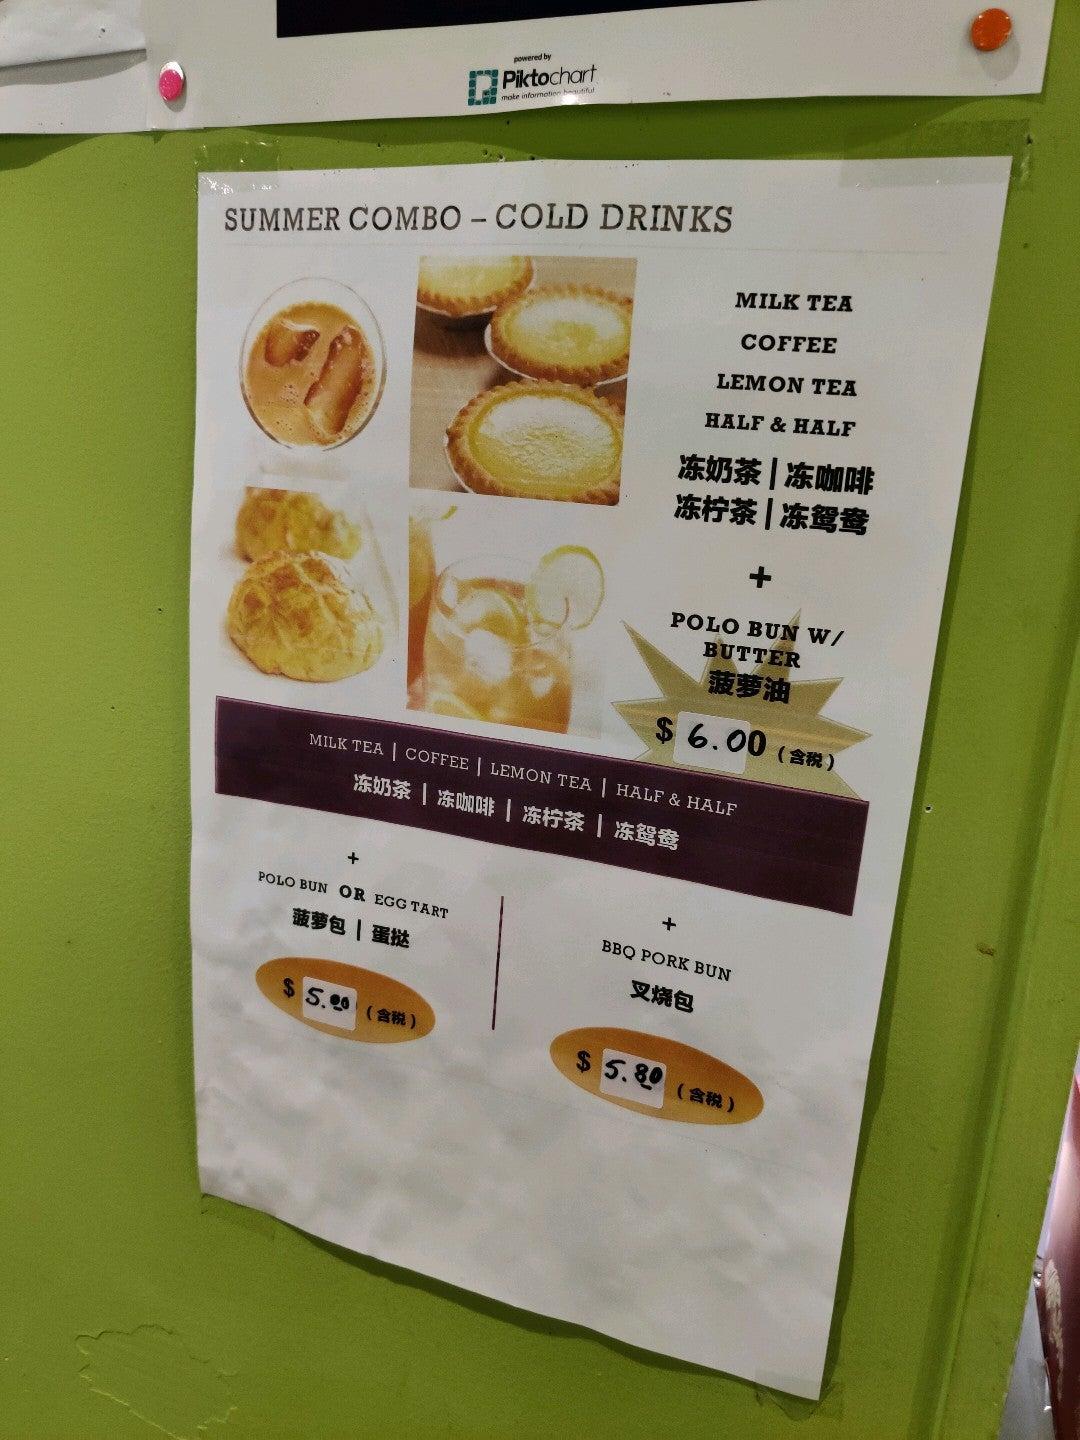 powered by
Piktochart
make information beautiful
SUMMER COMBO – COLD DRINKS
MILK TEA
COFFEE
LEMON TEA
HALF & HALF
冻奶茶 | 冻咖啡
冻柠茶 | 冻鸳鸯
+
POLO BUN W/
BUTTER
菠萝油
$ 6.00 (含税)
MILK TEA | COFFEE | LEMON TEA | HALF & HALF
冻奶茶 | 冻咖啡 | 冻柠茶 | 冻鸳鸯
+
POLO BUN OR EGG TART
菠萝包 | 蛋挞
$ 5.00 (含税)
+
BBQ PORK BUN
叉烧包
$ 5.80 (含税)